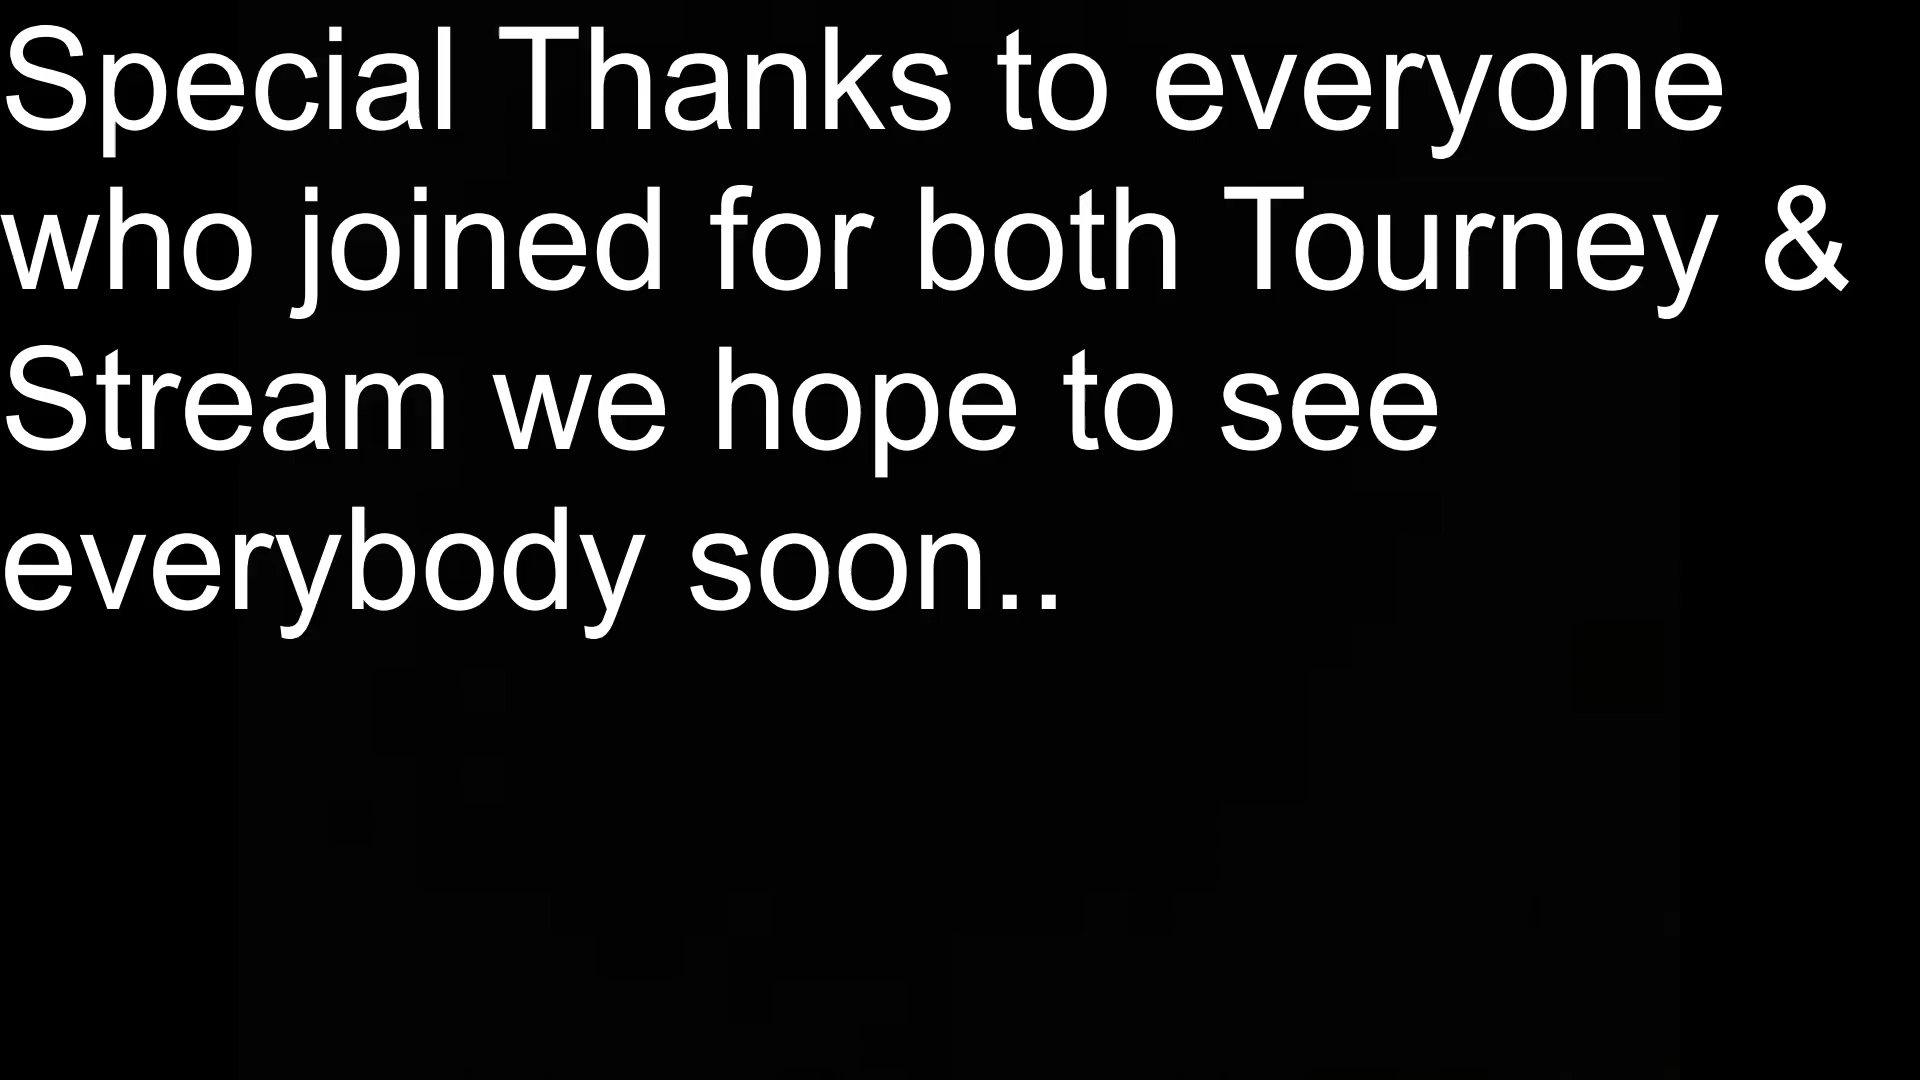 Special Thanks to everyone
who joined for both Tourney &
Stream we hope to see
everybody soon..